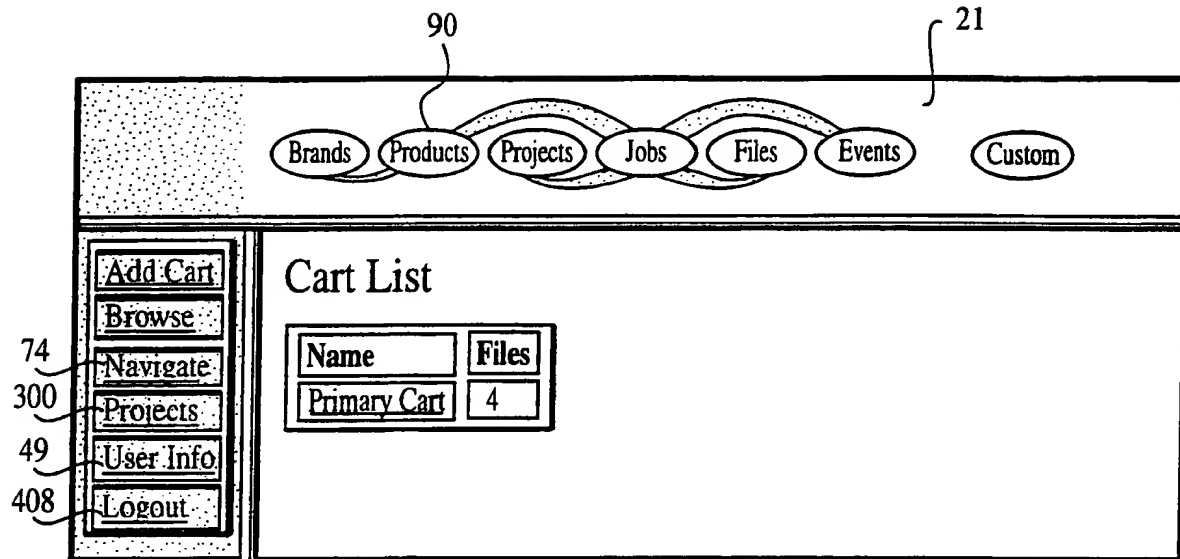 90
21
Brands Products Projects Jobs Files Events Custom
Add Cart
Browse
74 Navigate
300 Projects
49 User Info
408 Logout
Cart List
Name Files
Primary Cart 4